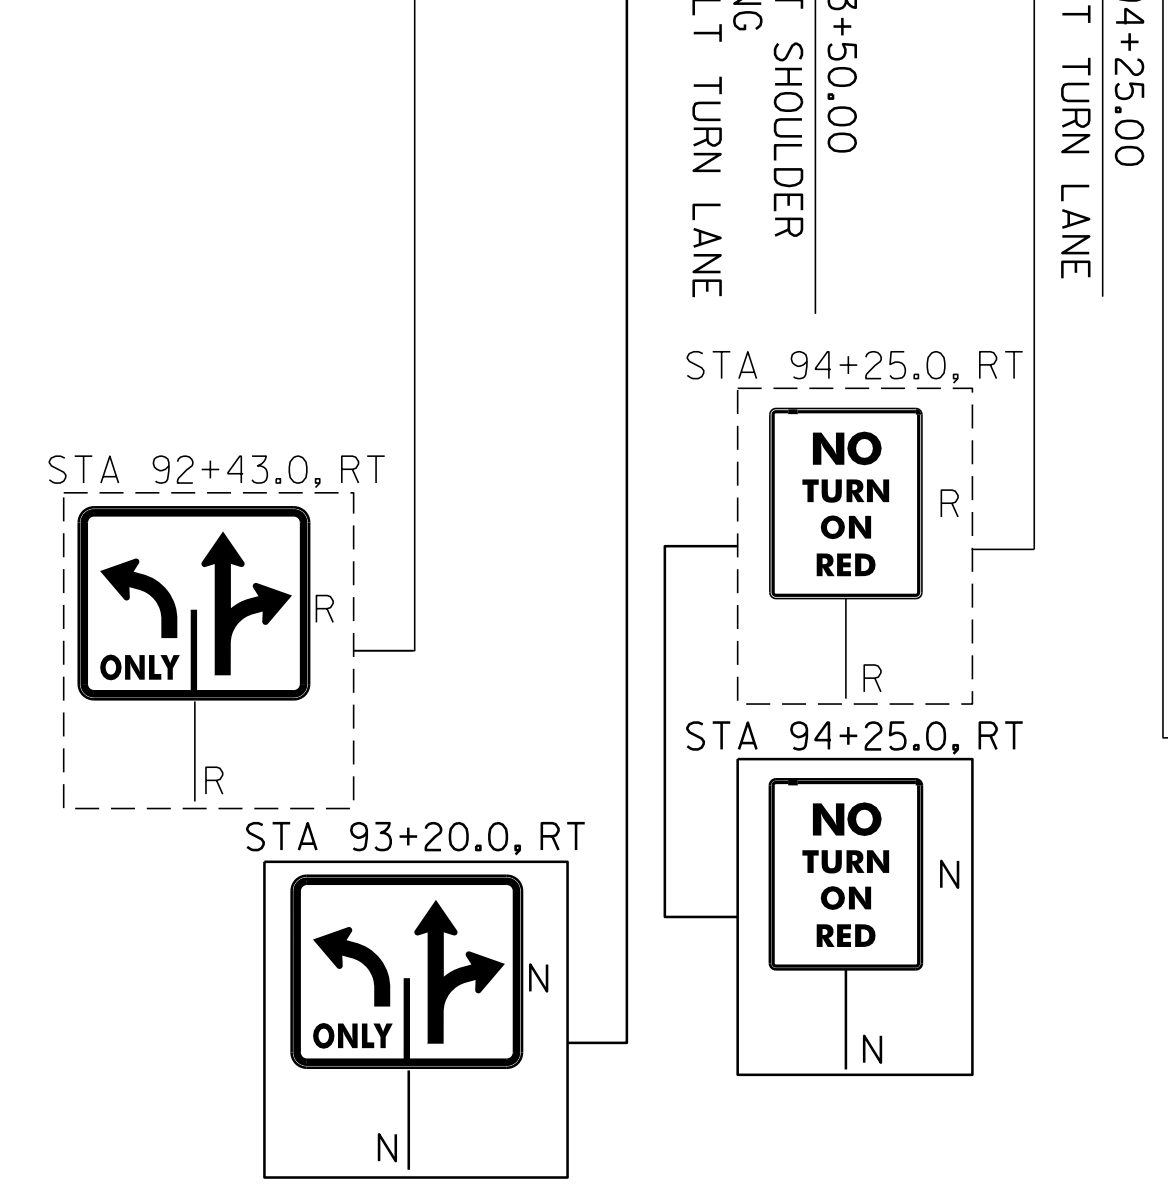 LT TURN LANE
NG
T SHOULDER
3+50.00
T TURN LANE
94+25.00
STA 94+25.0, RT
NO
TURN
ON
RED
R
R
STA 92+43.0, RT
ONLY
R
R
STA 94+25.0, RT
NO
TURN
ON
RED
N
N
STA 93+20.0, RT
ONLY
N
N